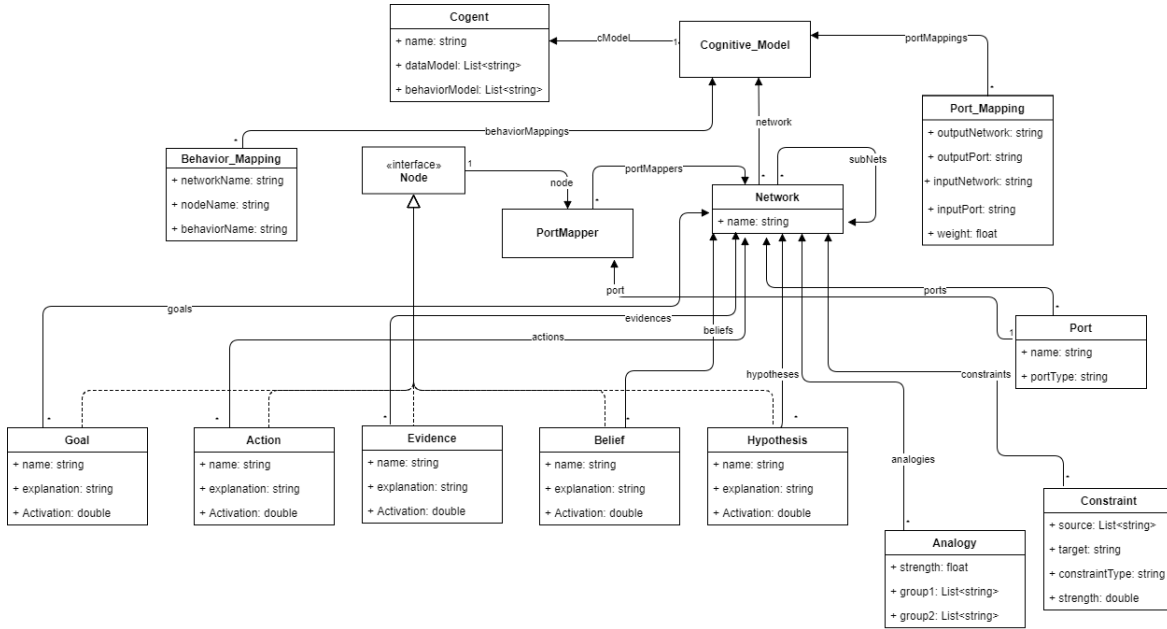 Cogent
+ name: string
+ dataModel: List<string>
+ behaviorModel: List<string>
cModel
1
Cognitive_Model
portMappings
*
Port_Mapping
+ outputNetwork: string
+ outputPort: string
+ inputNetwork: string
+ inputPort: string
+ weight: float
behaviorMappings
*
Behavior_Mapping
+ networkName: string
+ nodeName: string
+ behaviorName: string
«interface»
Node
1
node
PortMapper
portMappers
*
network
*
*
subNets
Network
+ name: string
goals
actions
evidences
beliefs
hypotheses
analogies
constraints
port
ports
*
1
Port
+ name: string
+ portType: string
*
Goal
+ name: string
+ explanation: string
+ Activation: double
*
Action
+ name: string
+ explanation: string
+ Activation: double
*
Evidence
+ name: string
+ explanation: string
+ Activation: double
*
Belief
+ name: string
+ explanation: string
+ Activation: double
*
Hypothesis
+ name: string
+ explanation: string
+ Activation: double
*
Analogy
+ strength: float
+ group1: List<string>
+ group2: List<string>
*
Constraint
+ source: List<string>
+ target: string
+ constraintType: string
+ strength: double